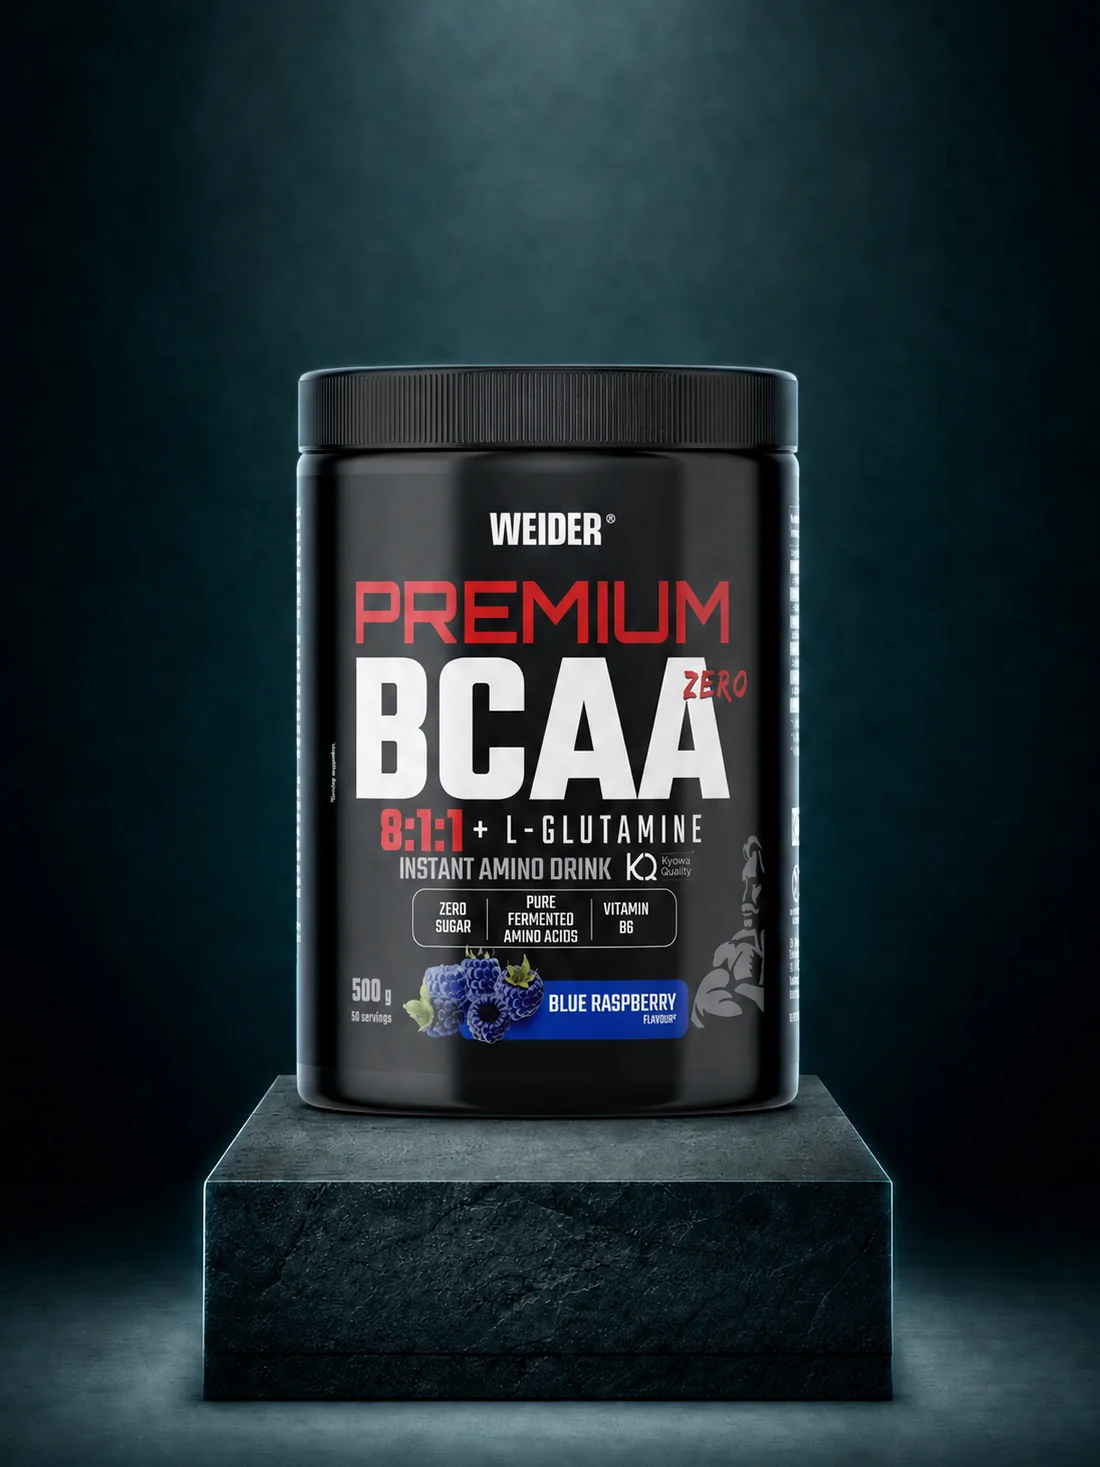 WEIDER®
PREMIUM
BCAA
ZERO
8:1:1 + L-GLUTAMINE
INSTANT AMINO DRINK KQ Kyowa Quality
ZERO SUGAR
PURE FERMENTED AMINO ACIDS
VITAMIN B6
500 g
50 servings
BLUE RASPBERRY
FLAVOUR